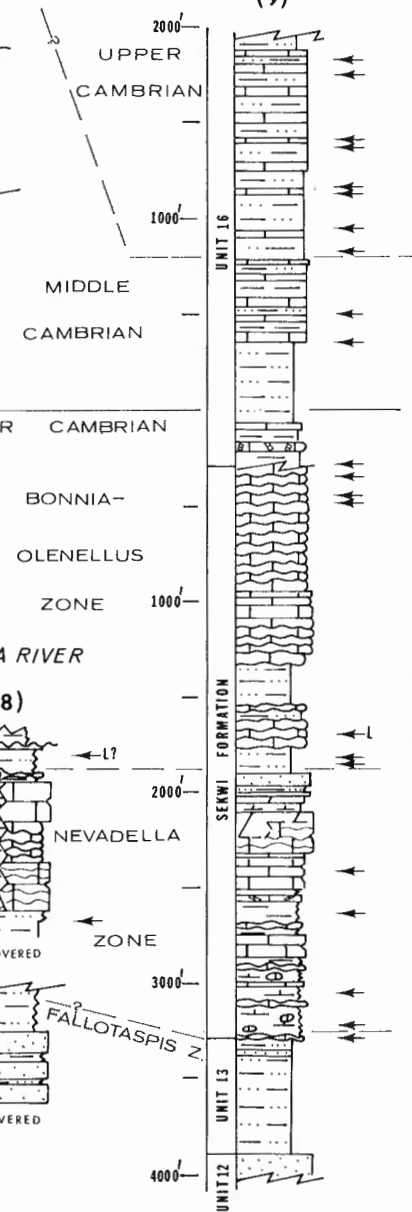 (9)
2000'
UPPER
CAMBRIAN
?
1000'
UNIT 16
MIDDLE
CAMBRIAN
R CAMBRIAN
BONNIA-
OLENELLUS
ZONE
1000'
A RIVER
8)
SEKWI FORMATION
L
L?
2000'
NEVADELLA
ZONE
VERED
3000'
?
FALLOTASPIS Z.
UNIT 13
VERED
4000'
UNIT 12